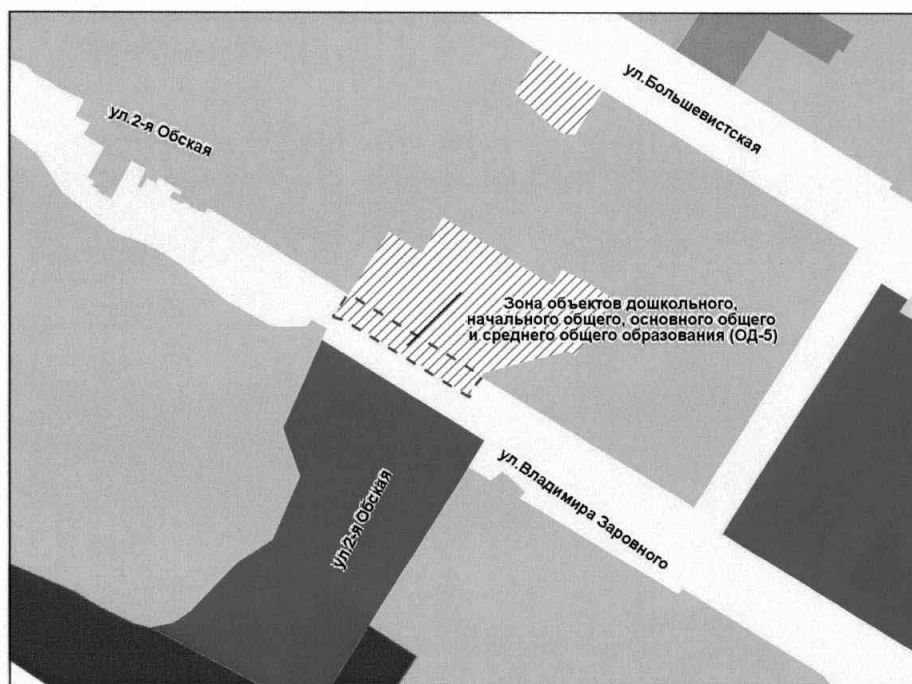 ул.Большевистская
ул.2-я Обская
Зона объектов дошкольного,
начального общего, основного общего
и среднего общего образования (ОД-5)
ул.Владимира Заровного
ул.2-я Обская